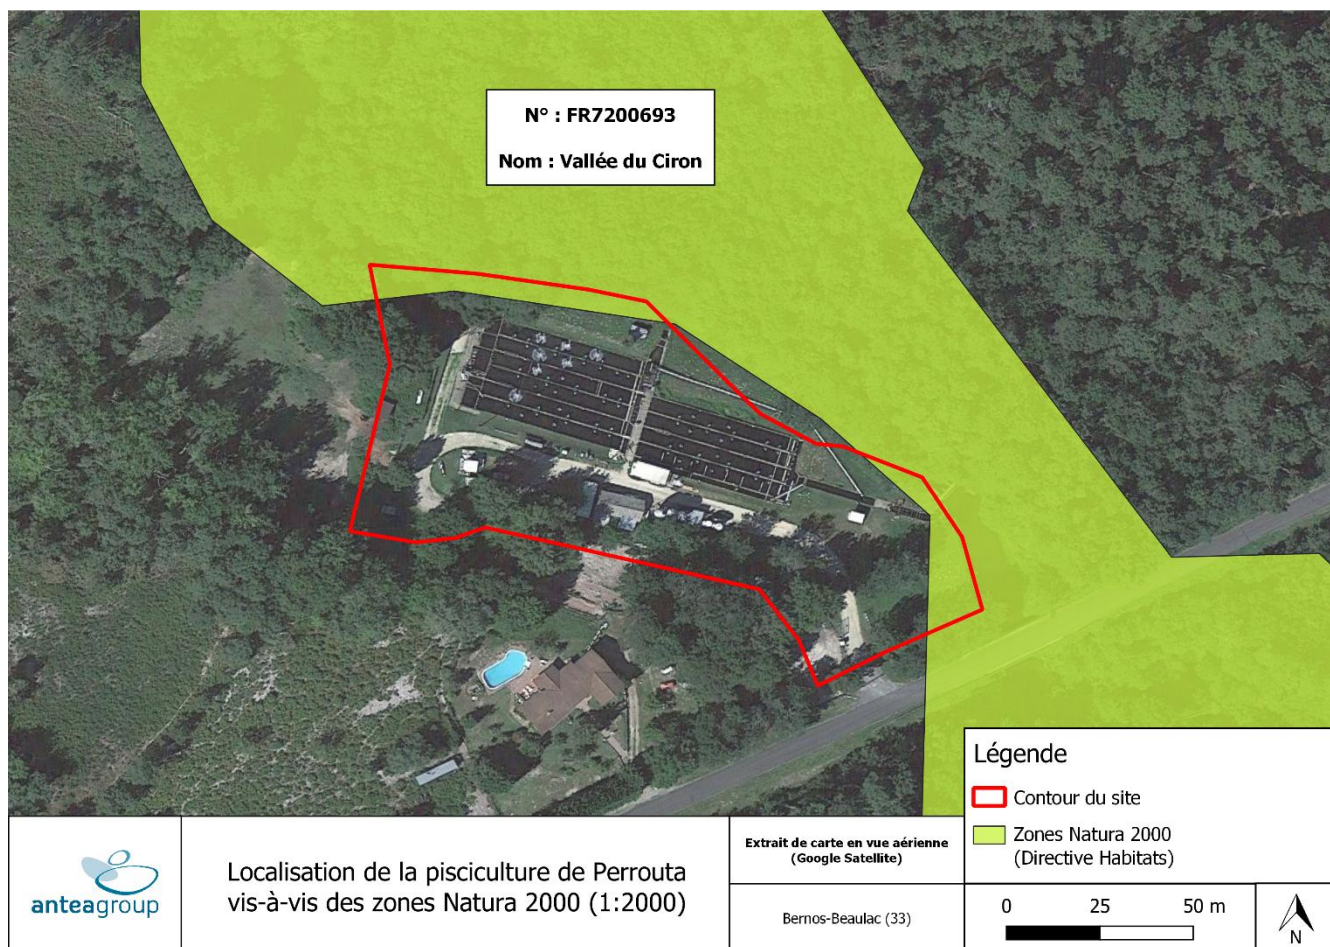 N° : FR7200693
Nom : Vallée du Ciron
Légende
Contour du site
Zones Natura 2000
(Directive Habitats)
0 25 50 m
N
anteagroup
Localisation de la pisciculture de Perrouta
vis-à-vis des zones Natura 2000 (1:2000)
Extrait de carte en vue aérienne
(Google Satellite)
Bernos-Beaulac (33)